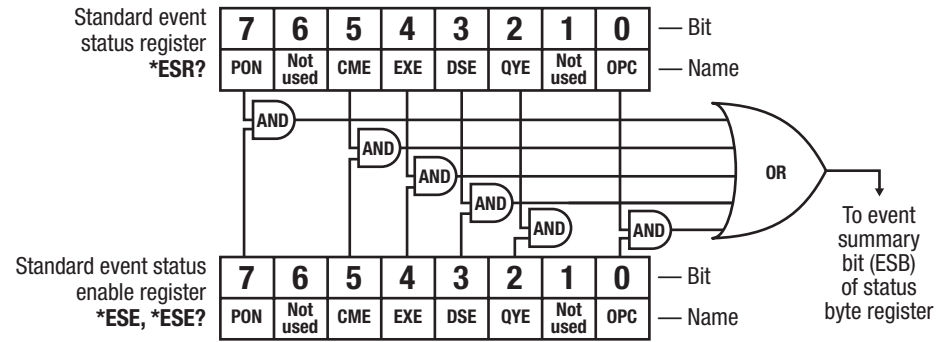 Standard event
status register
*ESR?
7 6 5 4 3 2 1 0 — Bit
PON Not used CME EXE DSE QYE Not used OPC — Name
AND
AND
AND
AND
AND
AND
OR
To event
summary
bit (ESB)
of status
byte register
Standard event status
enable register
*ESE, *ESE?
7 6 5 4 3 2 1 0 — Bit
PON Not used CME EXE DSE QYE Not used OPC — Name